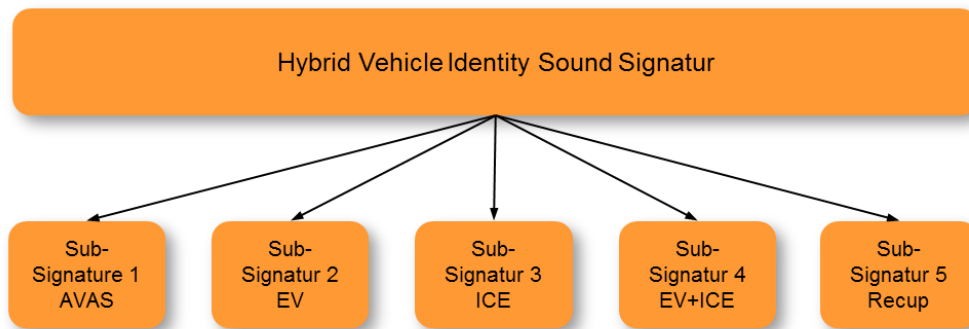 Hybrid Vehicle Identity Sound Signatur
Sub-
Signature 1
AVAS
Sub-
Signatur 2
EV
Sub-
Signatur 3
ICE
Sub-
Signatur 4
EV+ICE
Sub-
Signatur 5
Recup